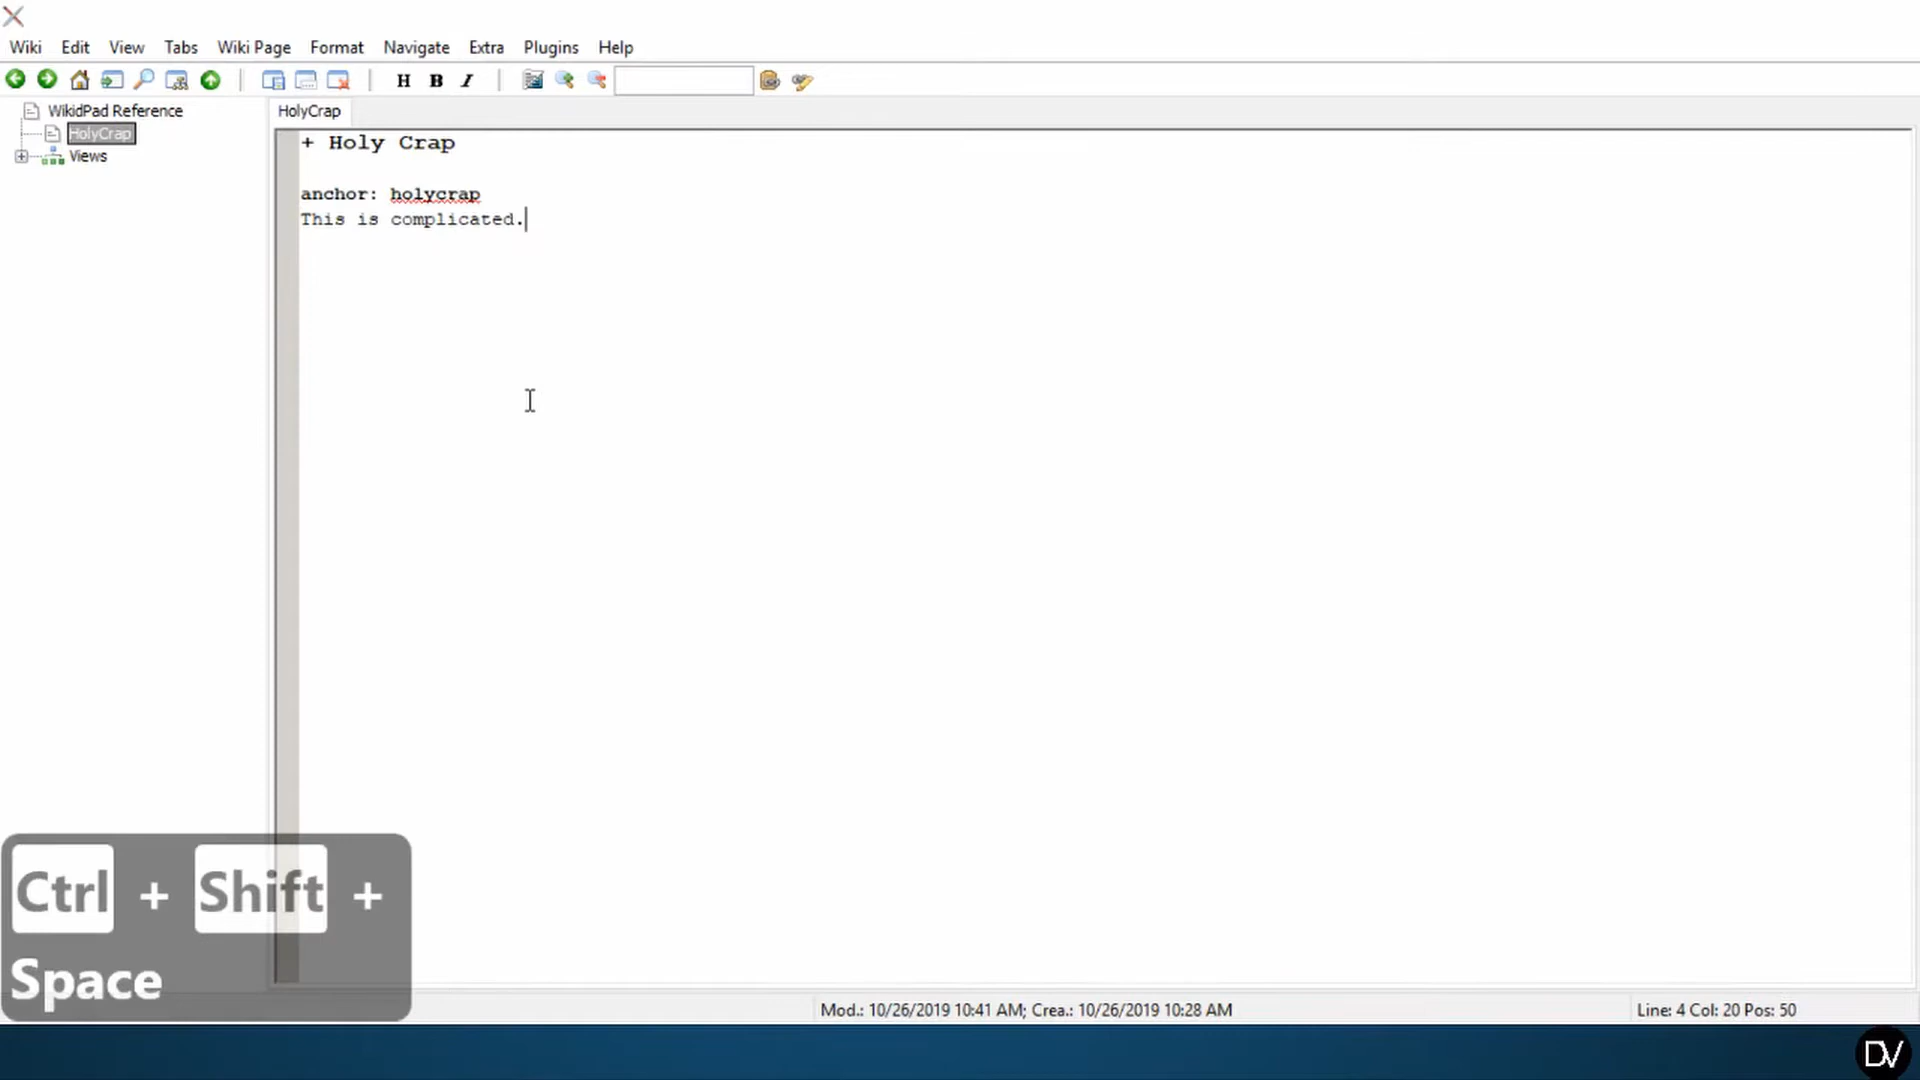 Wiki Edit View Tabs Wiki Page Format Navigate Extra Plugins Help
H B I
WikidPad Reference
HolyCrap
Views
HolyCrap
+ Holy Crap
anchor: holycrap
This is complicated.
Ctrl + Shift +
Space
Mod.: 10/26/2019 10:41 AM; Crea.: 10/26/2019 10:28 AM
Line: 4 Col: 20 Pos: 50
DV